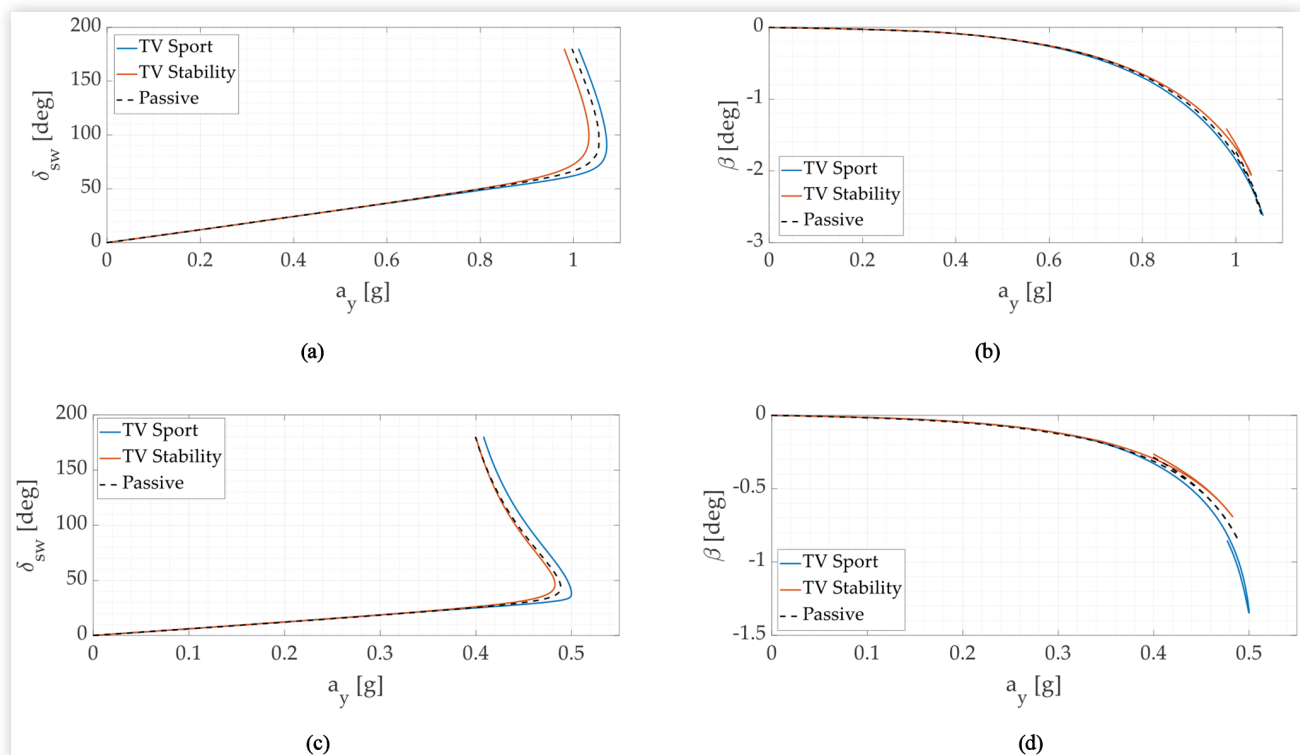 200
150
100
50
0
δsw [deg]
TV Sport
TV Stability
Passive
0 0.2 0.4 0.6 0.8 1
ay [g]
(a)
0
-1
-2
-3
β [deg]
TV Sport
TV Stability
Passive
0 0.2 0.4 0.6 0.8 1
ay [g]
(b)
200
150
100
50
0
δsw [deg]
TV Sport
TV Stability
Passive
0 0.1 0.2 0.3 0.4 0.5
ay [g]
(c)
0
-0.5
-1
-1.5
β [deg]
TV Sport
TV Stability
Passive
0 0.1 0.2 0.3 0.4 0.5
ay [g]
(d)